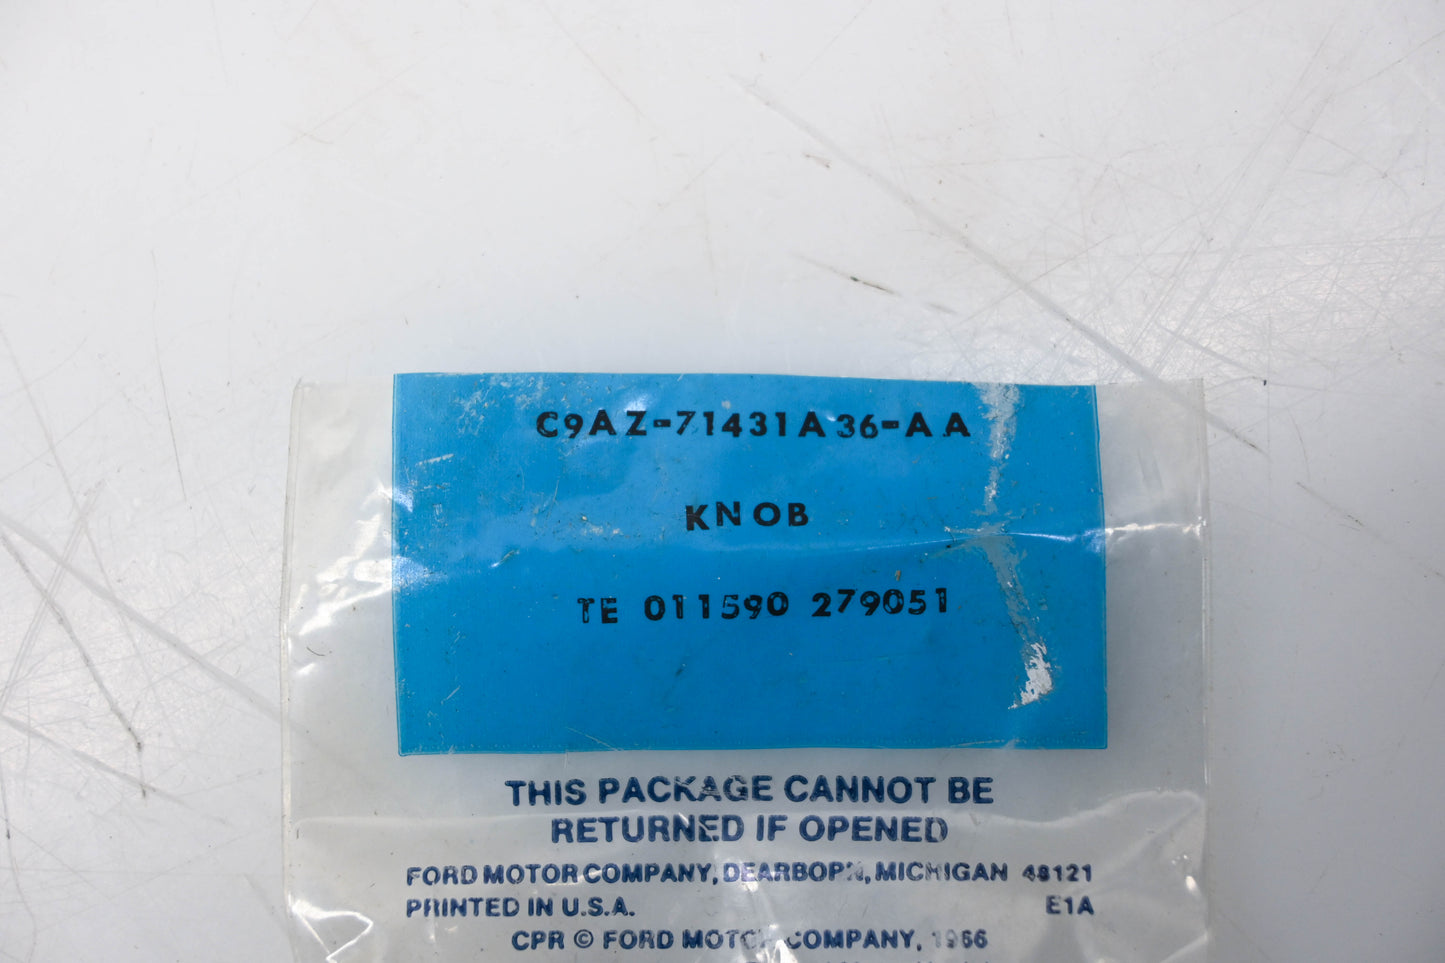 C9AZ-71431A36-AA
KNOB
TE 011590 279051
THIS PACKAGE CANNOT BE
RETURNED IF OPENED
FORD MOTOR COMPANY, DEARBORN, MICHIGAN 48121
PRINTED IN U.S.A. E1A
CPR © FORD MOTOR COMPANY, 1966